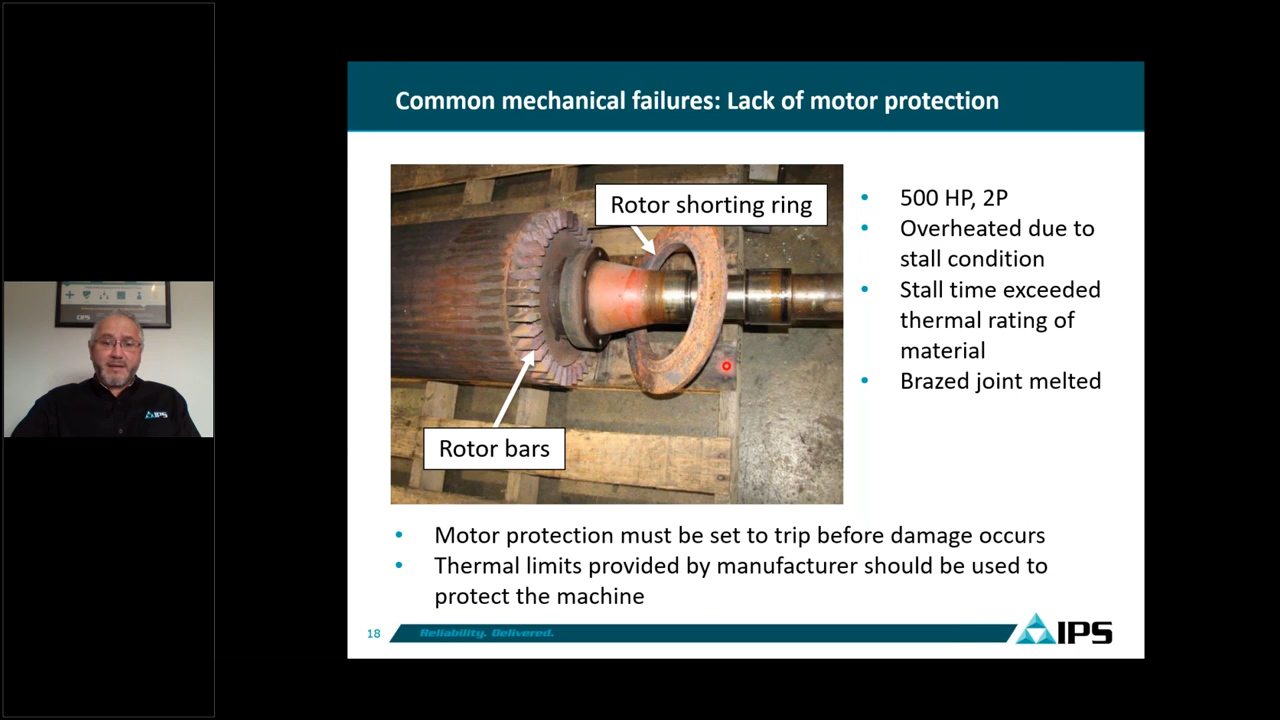 Common mechanical failures: Lack of motor protection
Rotor shorting ring
Rotor bars
• 500 HP, 2P
• Overheated due to
stall condition
• Stall time exceeded
thermal rating of
material
• Brazed joint melted
• Motor protection must be set to trip before damage occurs
• Thermal limits provided by manufacturer should be used to
protect the machine
18
Reliability. Delivered.
IPS
IPS
IPS